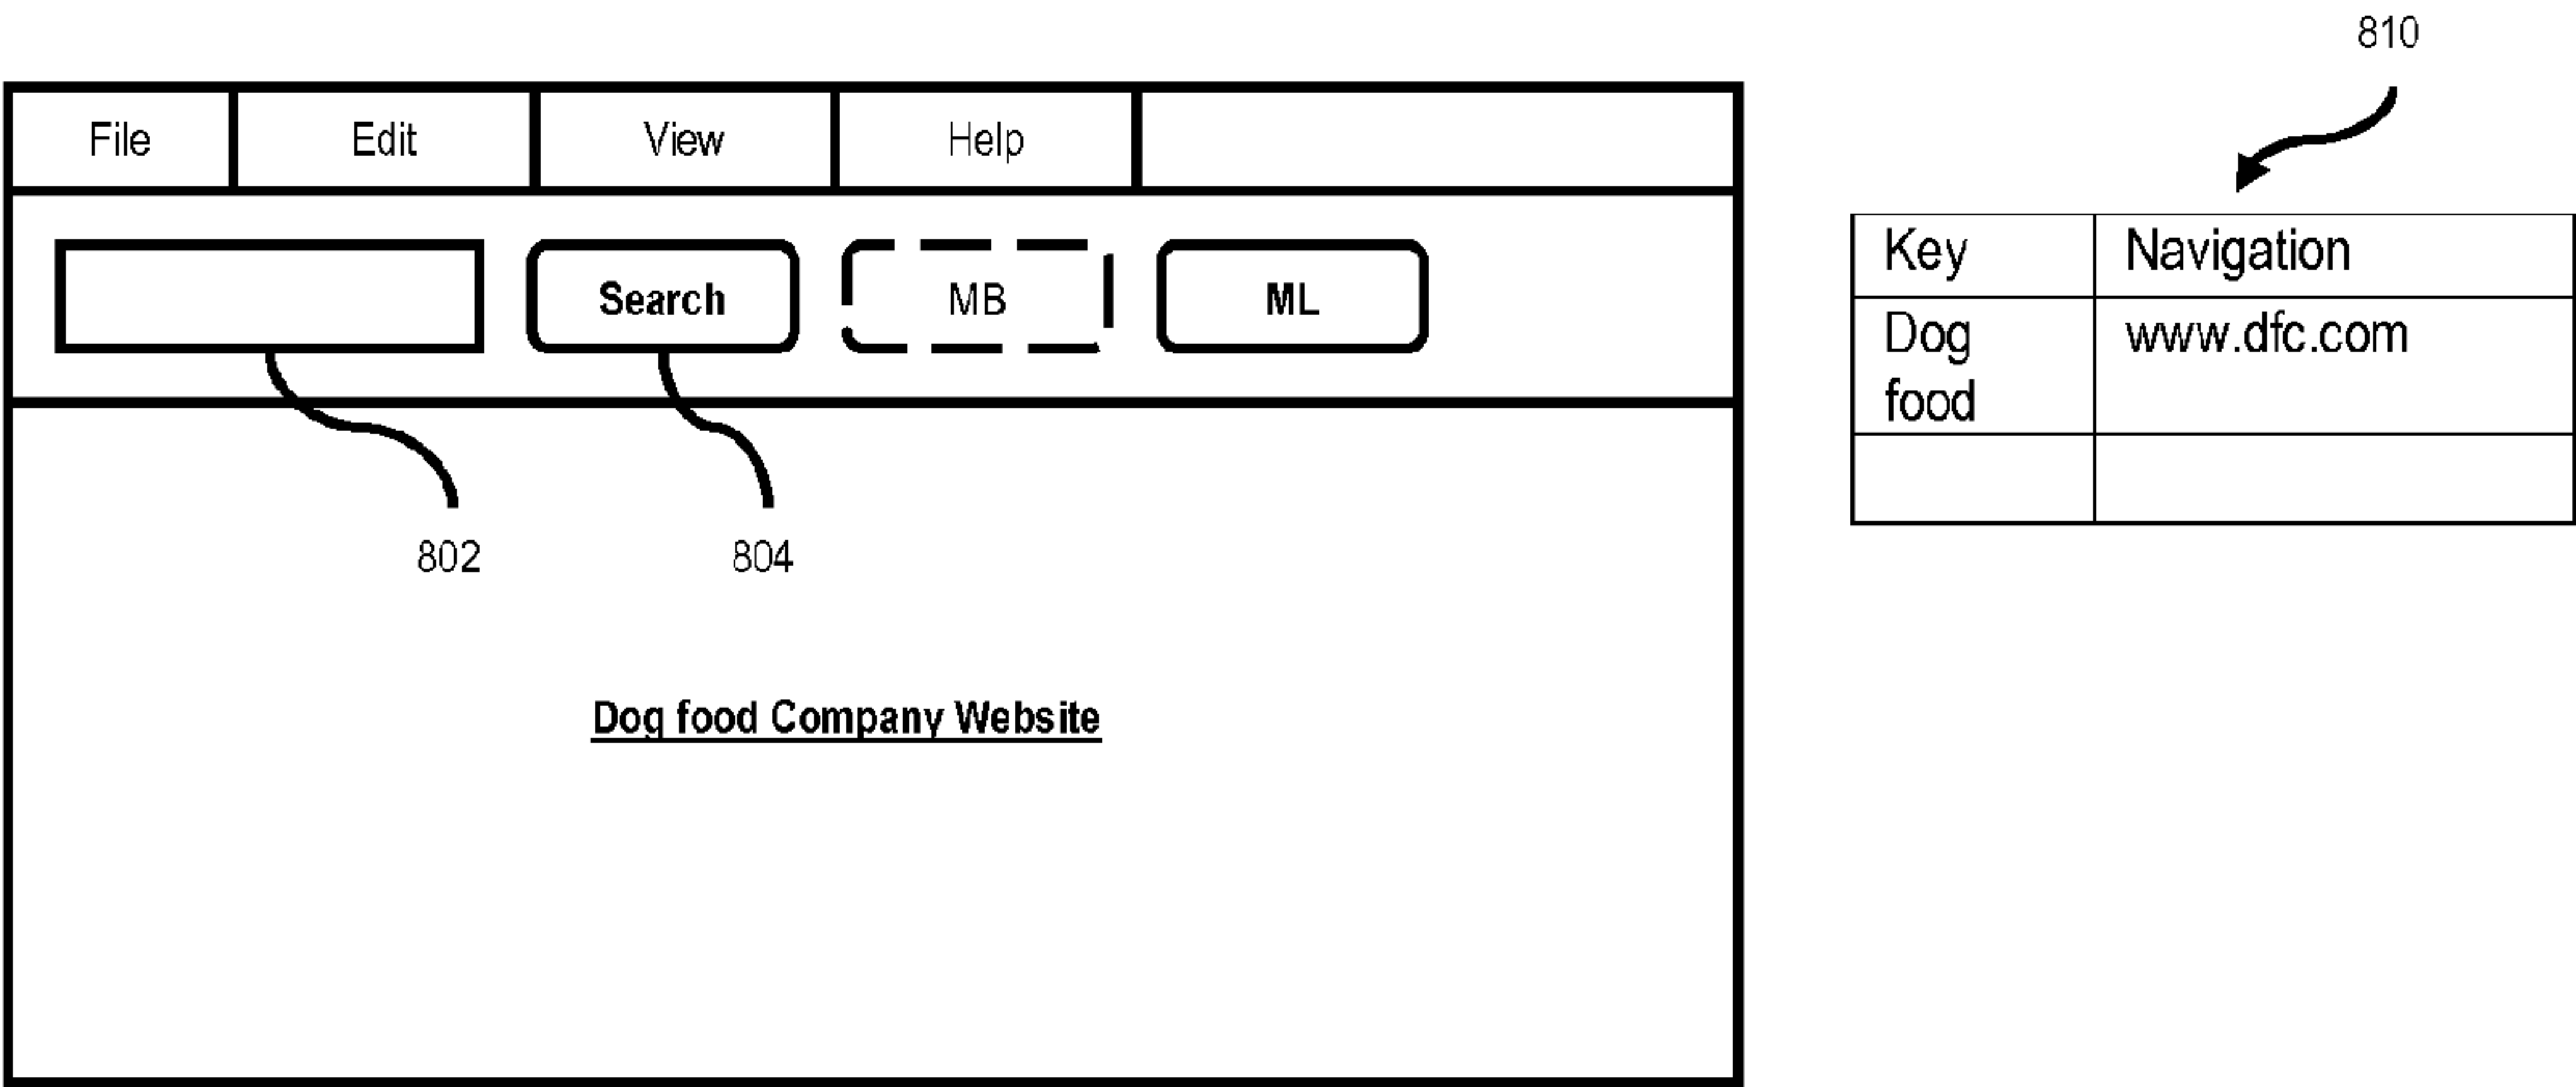 810
File Edit View Help
Search MB ML
Key Navigation
Dog food www.dfc.com
802 804
Dog food Company Website